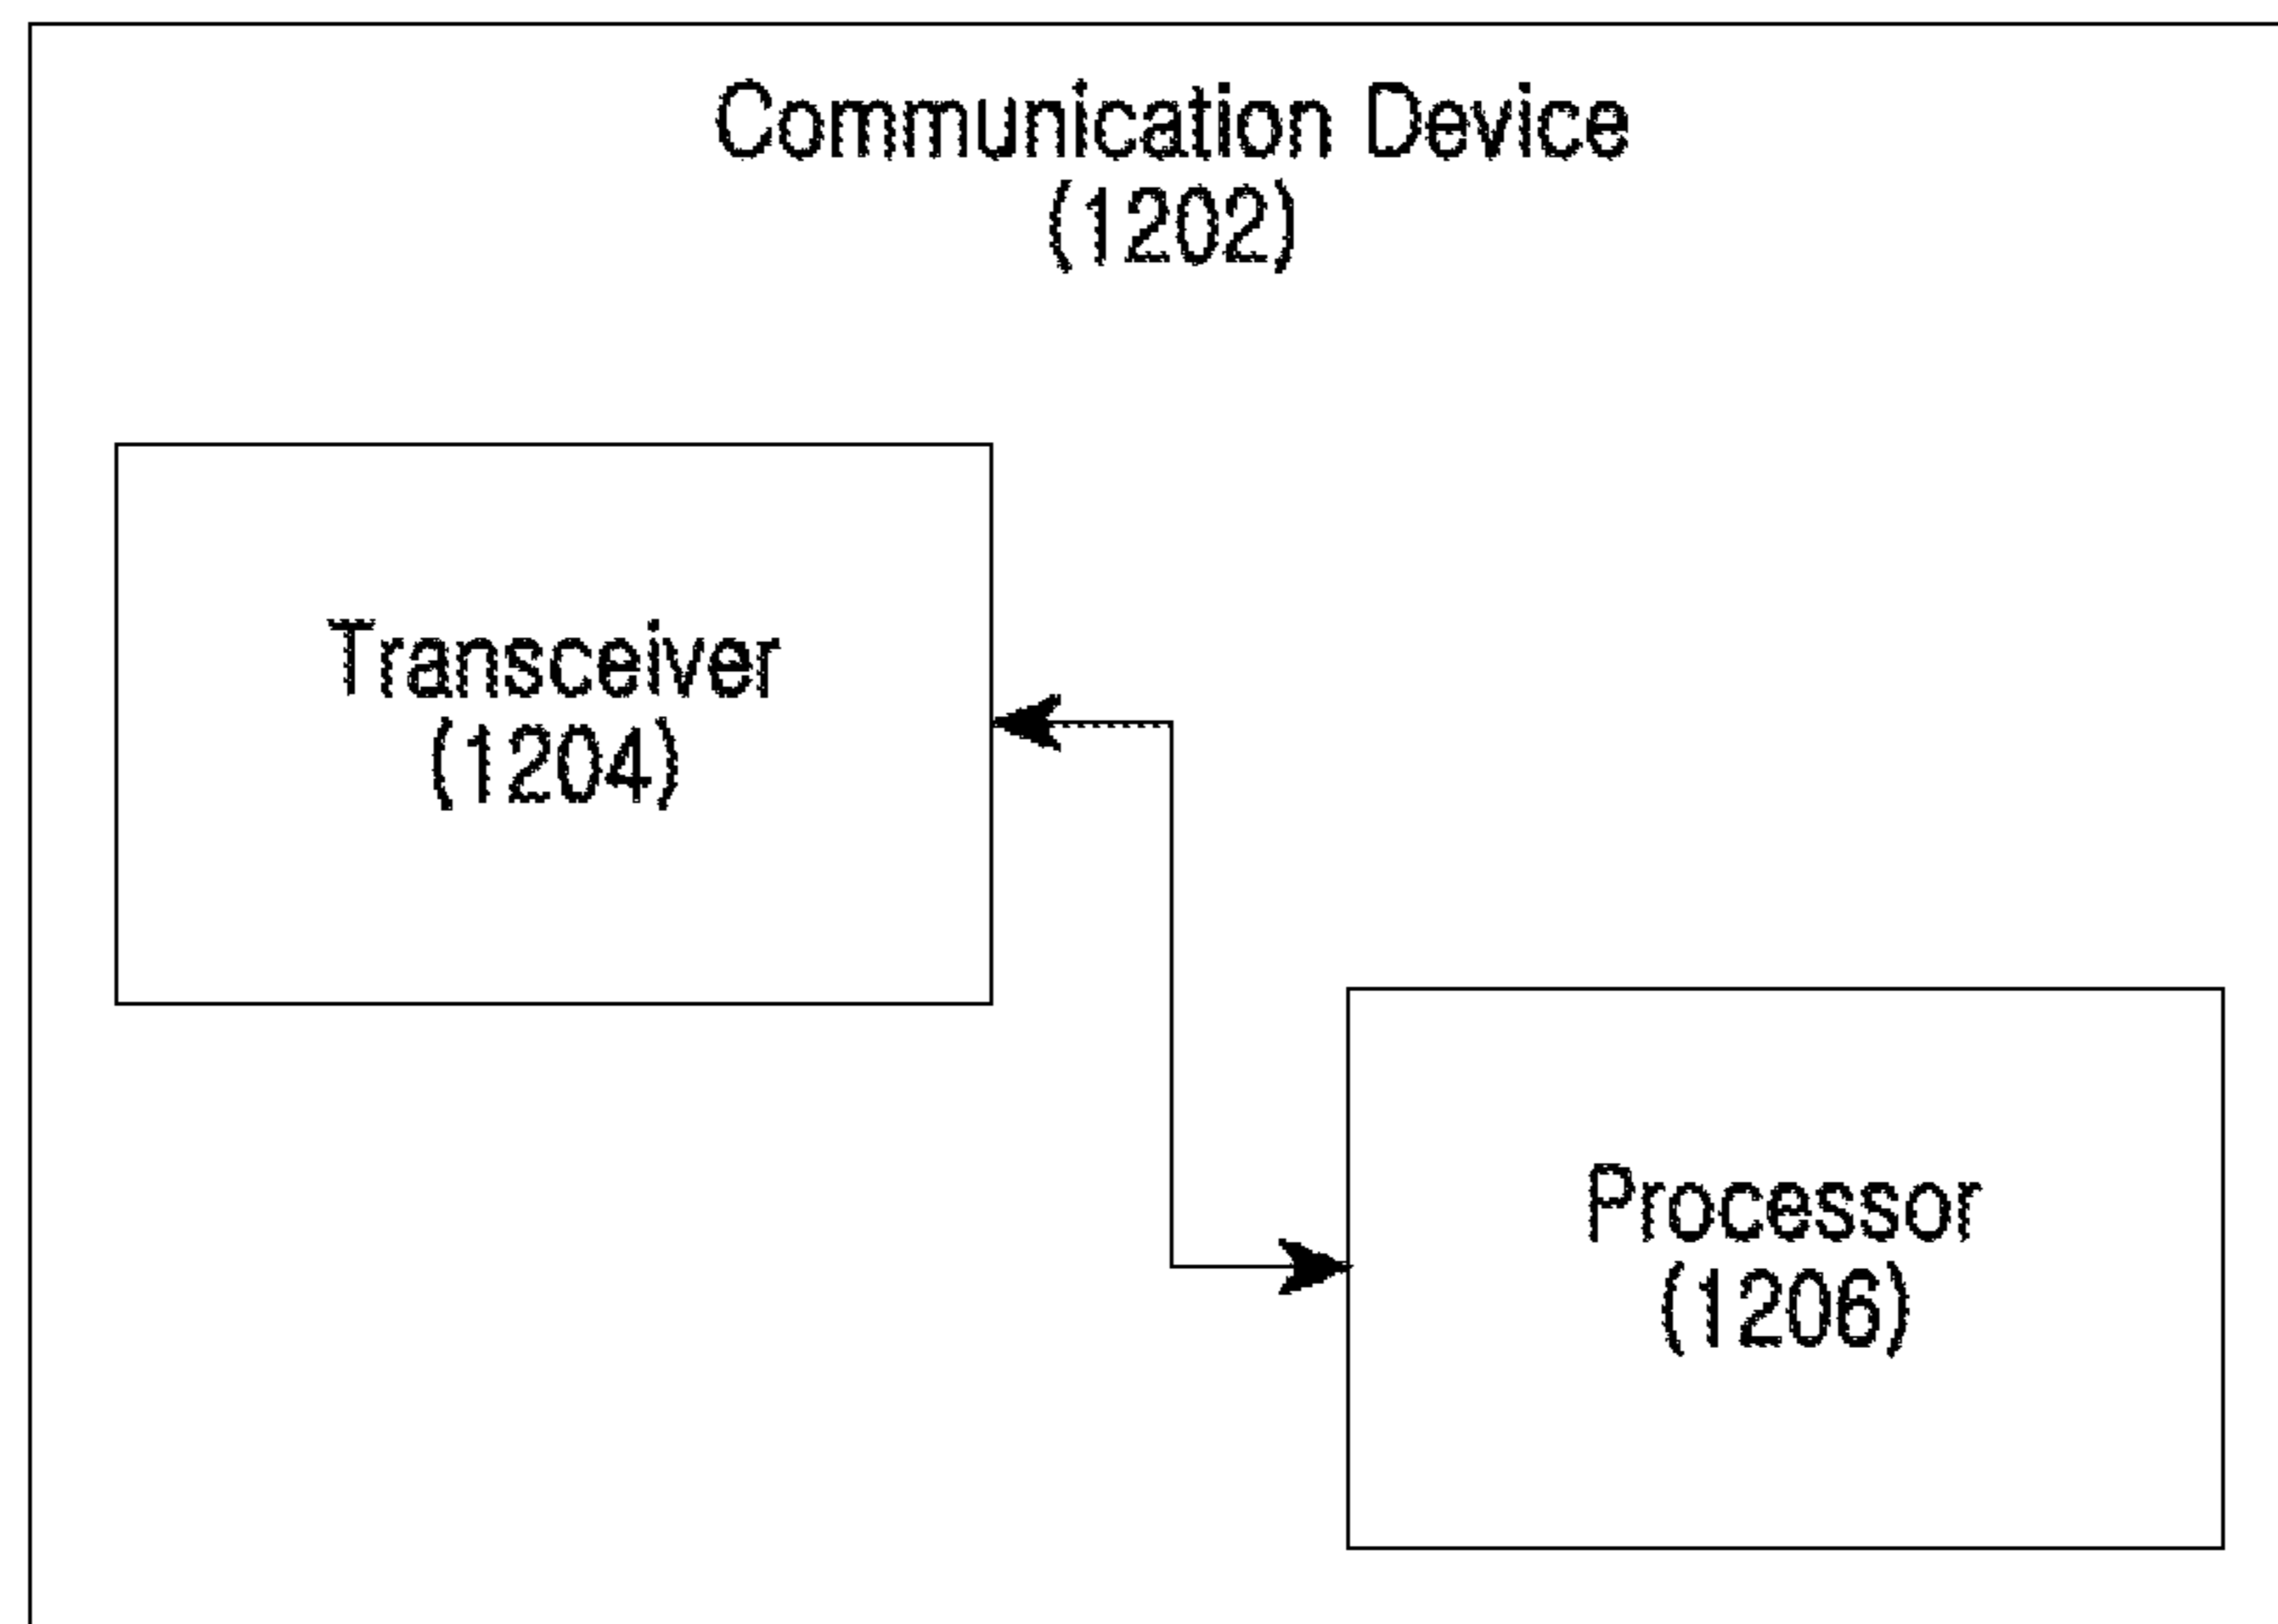 Communication Device
(1202)
Transceiver
(1204)
Processor
(1206)